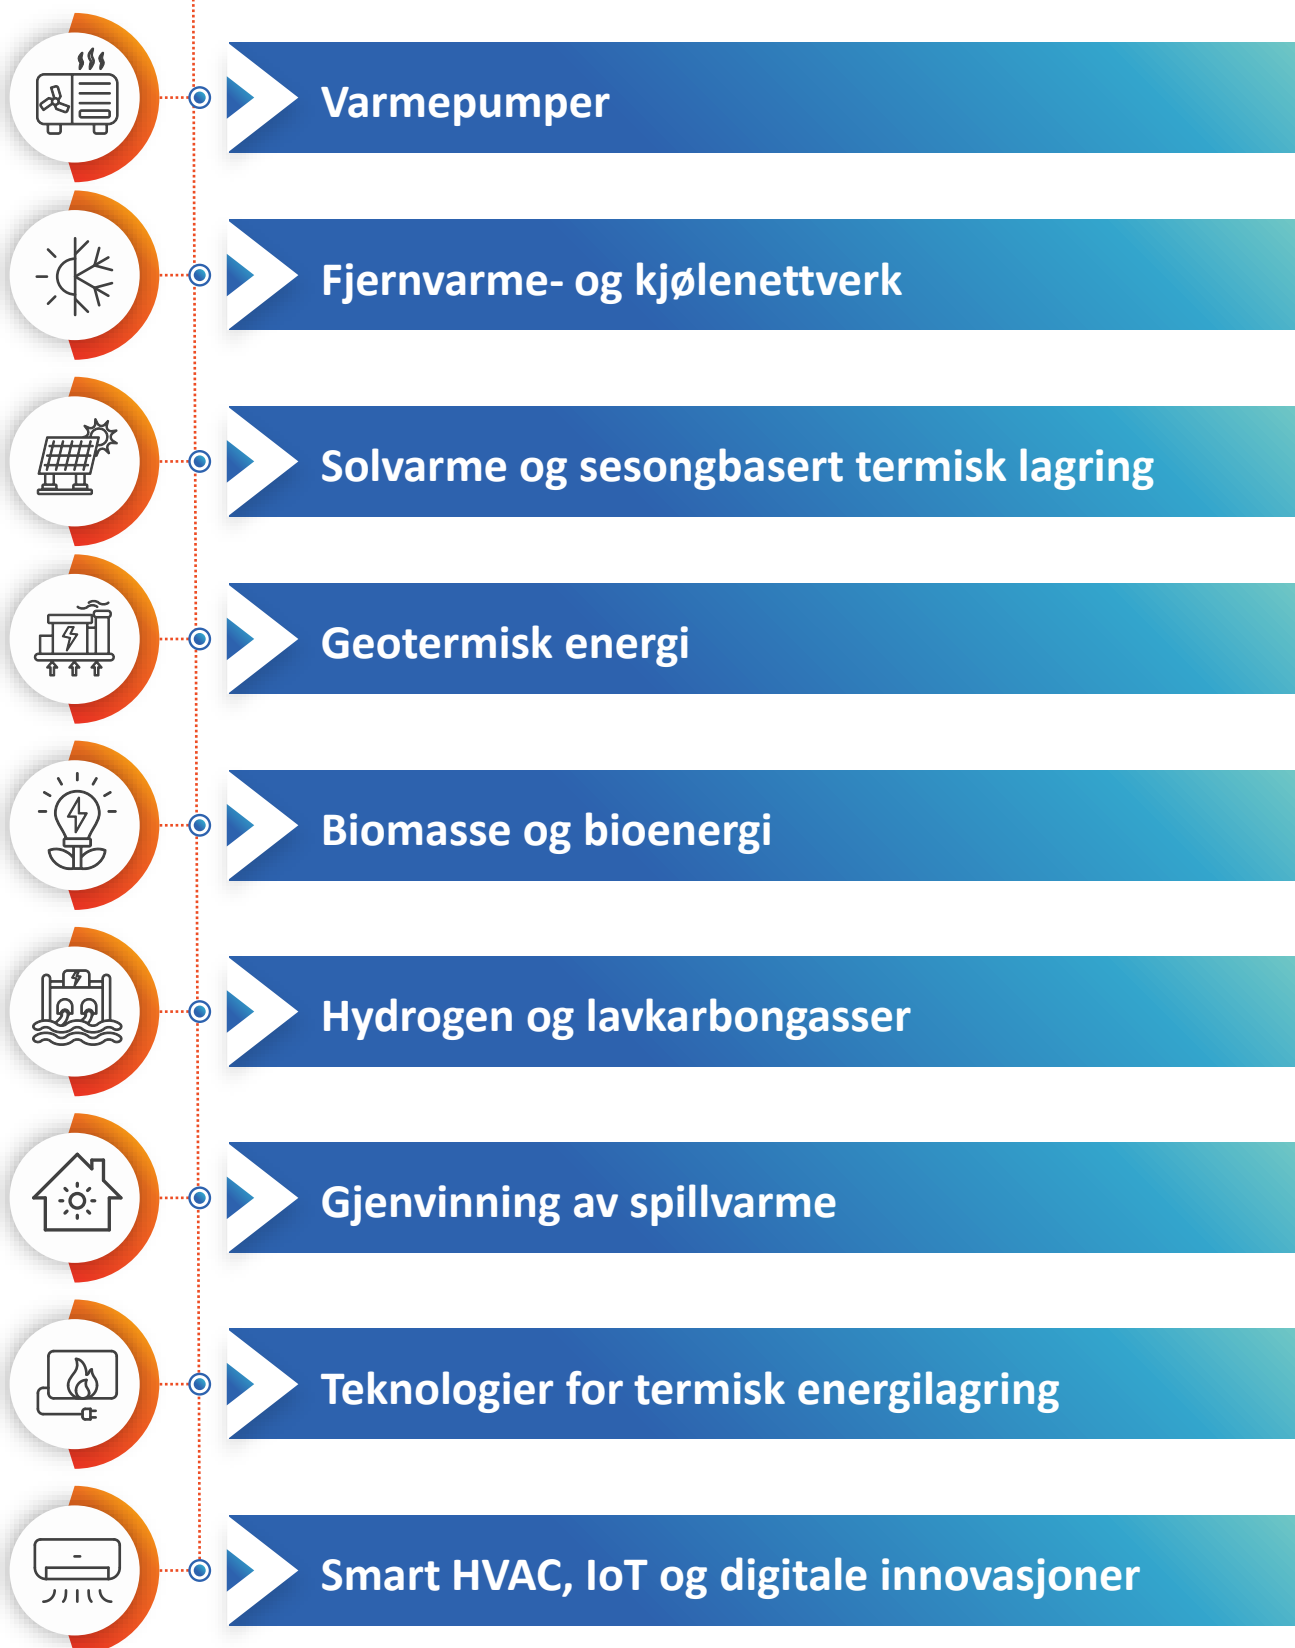 Varmepumper
Fjernvarme- og kjølenettverk
Solvarme og sesongbasert termisk lagring
Geotermisk energi
Biomasse og bioenergi
Hydrogen og lavkarbongasser
Gjenvinning av spillvarme
Teknologier for termisk energilagring
Smart HVAC, IoT og digitale innovasjoner